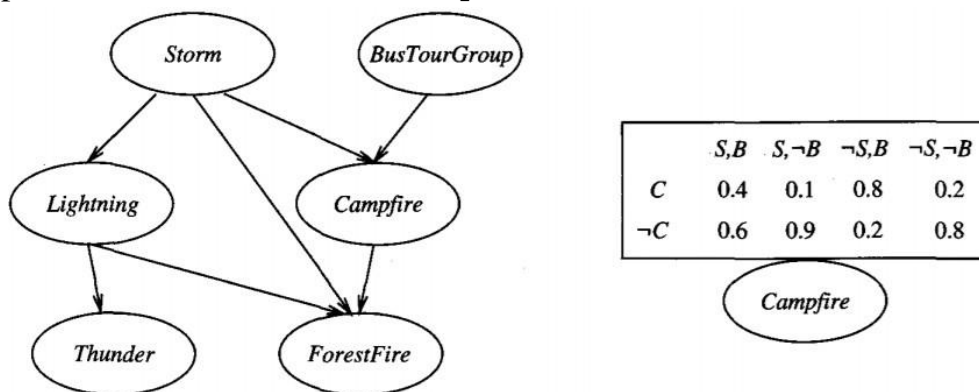 Storm
BusTourGroup
Lightning
Campfire
Thunder
ForestFire
S,B S,¬B ¬S,B ¬S,¬B
C 0.4 0.1 0.8 0.2
¬C 0.6 0.9 0.2 0.8
Campfire